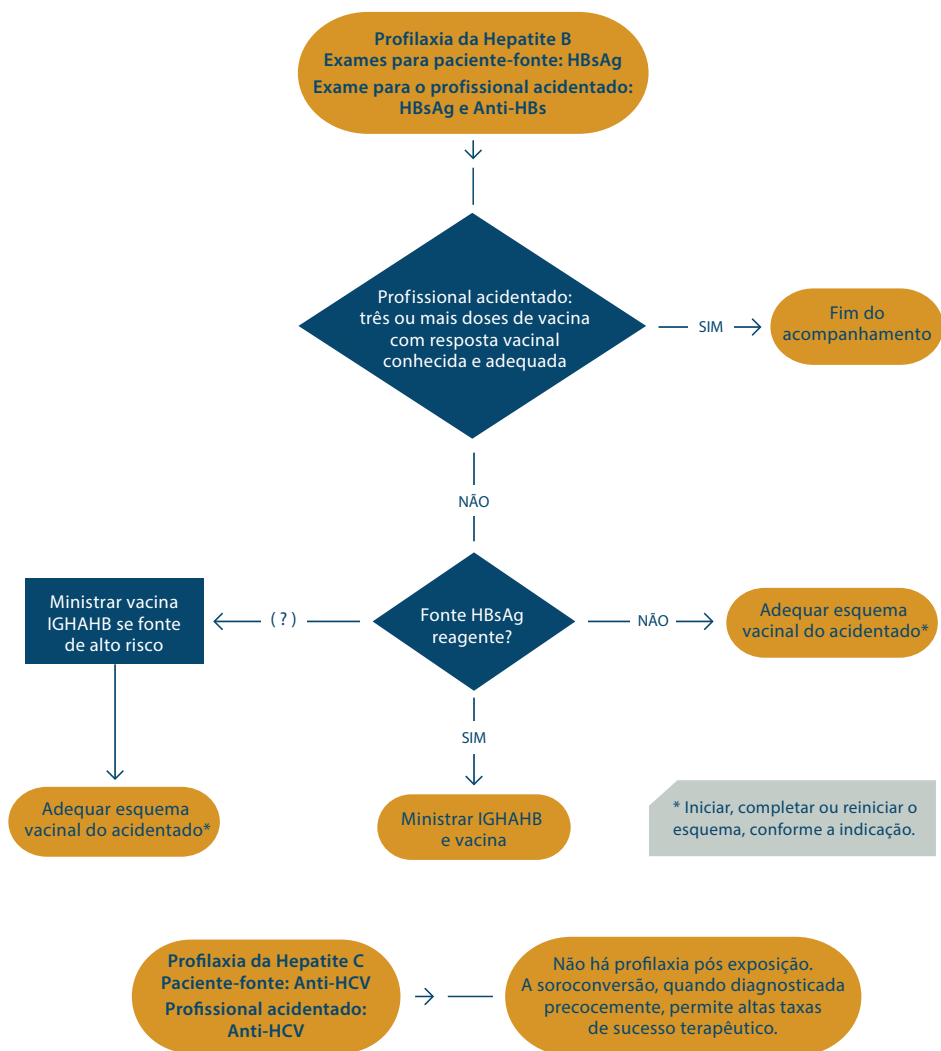 Profilaxia da Hepatite B
Exames para paciente-fonte: HBsAg
Exame para o profissional acidentado:
HBsAg e Anti-HBs
Profissional acidentado:
três ou mais doses de vacina
com resposta vacinal
conhecida e adequada
SIM
Fim do
acompanhamento
NÃO
Fonte HBsAg
reagente?
( ? )
Ministrar vacina
IGHAHB se fonte
de alto risco
NÃO
Adequar esquema
vacinal do acidentado*
SIM
Adequar esquema
vacinal do acidentado*
Ministrar IGHAHB
e vacina
* Iniciar, completar ou reiniciar o
esquema, conforme a indicação.
Profilaxia da Hepatite C
Paciente-fonte: Anti-HCV
Profissional acidentado:
Anti-HCV
Não há profilaxia pós exposição.
A soroconversão, quando diagnosticada
precocemente, permite altas taxas
de sucesso terapêutico.